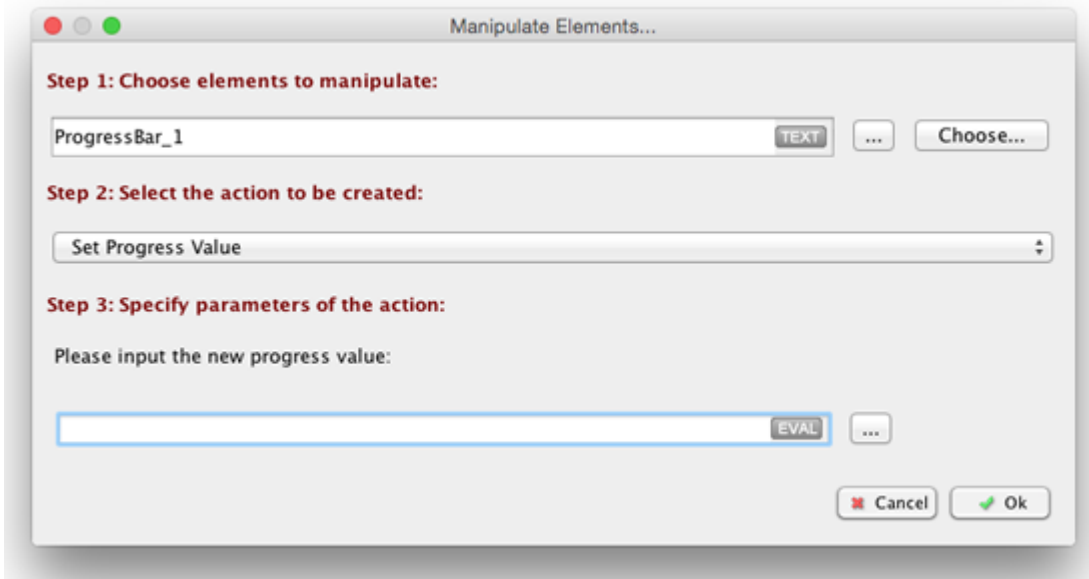 Manipulate Elements...
Step 1: Choose elements to manipulate:
ProgressBar_1 TEXT ... Choose...
Step 2: Select the action to be created:
Set Progress Value
Step 3: Specify parameters of the action:
Please input the new progress value:
EVAL ...
Cancel Ok